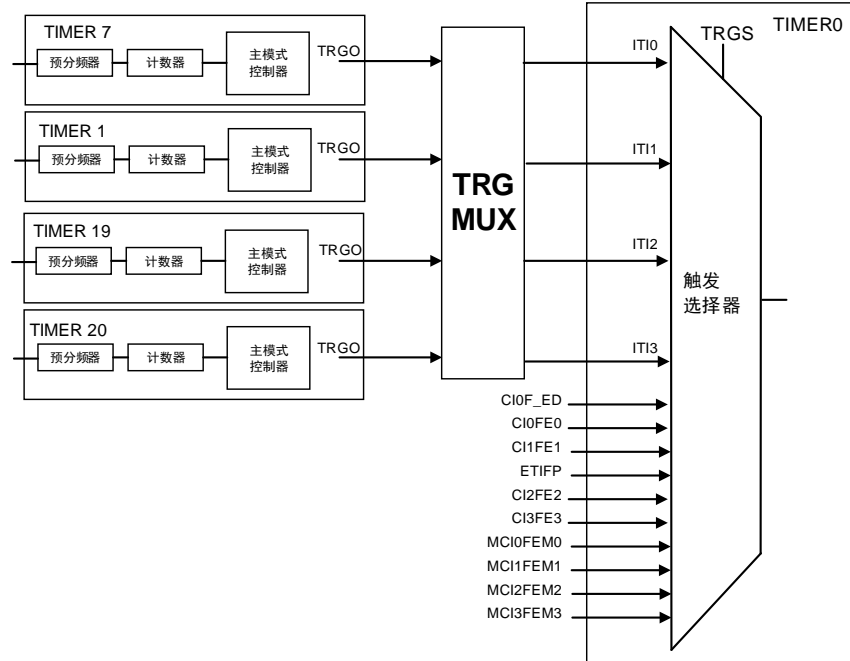 TIMER 7
预分频器
计数器
主模式
控制器
TRGO
TIMER 1
预分频器
计数器
主模式
控制器
TRGO
TIMER 19
预分频器
计数器
主模式
控制器
TRGO
TIMER 20
预分频器
计数器
主模式
控制器
TRGO
TRG
MUX
TIMER0
TRGS
ITI0
ITI1
ITI2
ITI3
触发
选择器
CI0F_ED
CI0FE0
CI1FE1
ETIFP
CI2FE2
CI3FE3
MCI0FEM0
MCI1FEM1
MCI2FEM2
MCI3FEM3